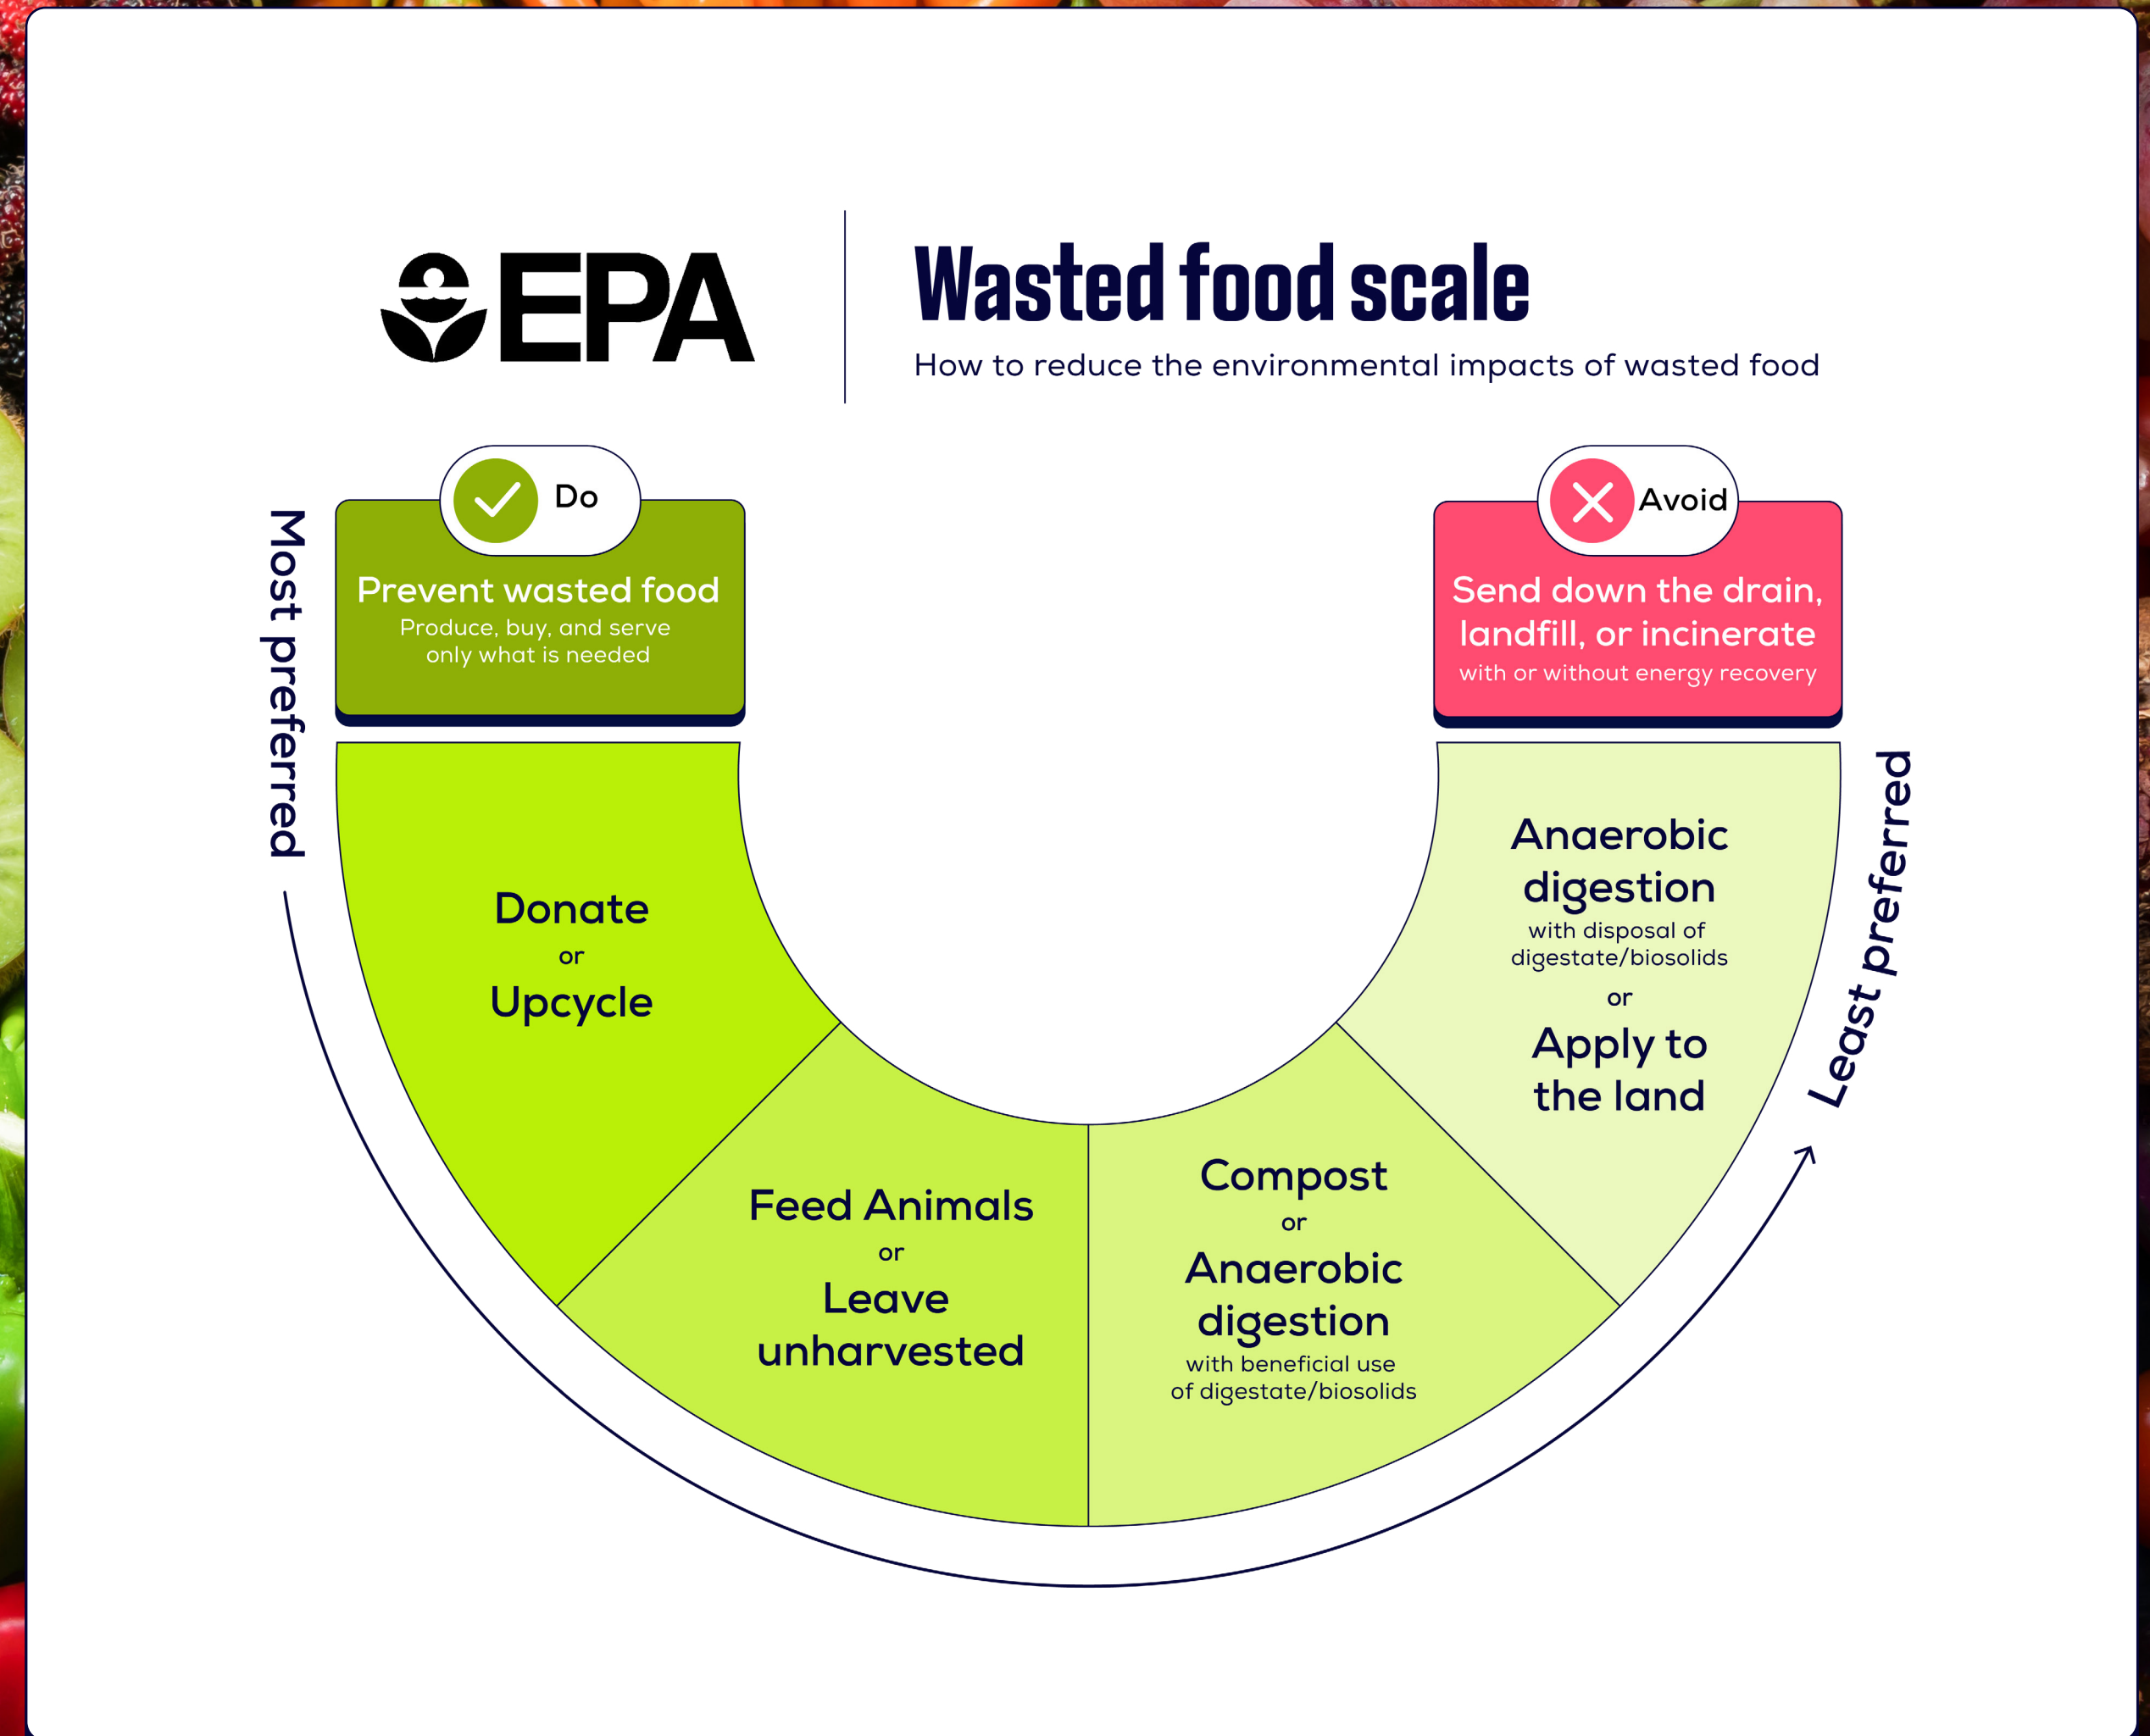 EPA
Wasted food scale
How to reduce the environmental impacts of wasted food
Do
Prevent wasted food
Produce, buy, and serve
only what is needed
Avoid
Send down the drain,
landfill, or incinerate
with or without energy recovery
Most preferred
Donate
or
Upcycle
Feed Animals
or
Leave
unharvested
Compost
or
Anaerobic
digestion
with beneficial use
of digestate/biosolids
Anaerobic
digestion
with disposal of
digestate/biosolids
or
Apply to
the land
Least preferred